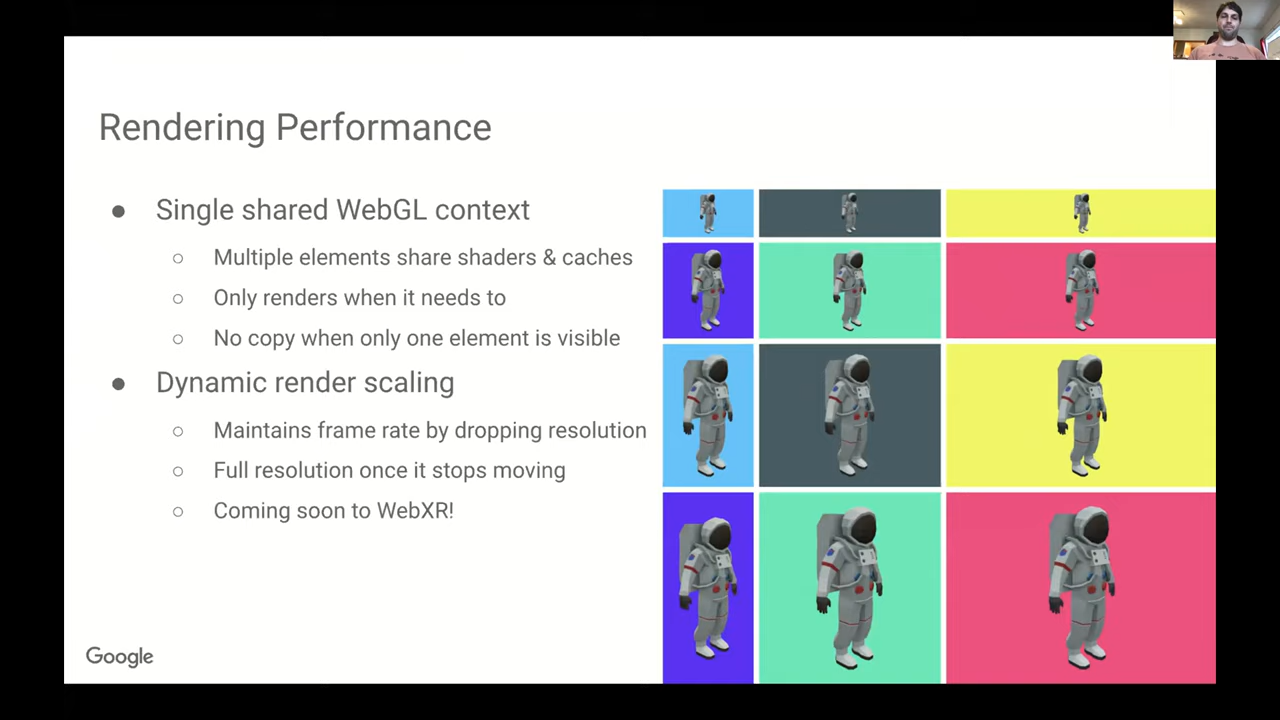 Rendering Performance
● Single shared WebGL context
○ Multiple elements share shaders & caches
○ Only renders when it needs to
○ No copy when only one element is visible
● Dynamic render scaling
○ Maintains frame rate by dropping resolution
○ Full resolution once it stops moving
○ Coming soon to WebXR!
Google